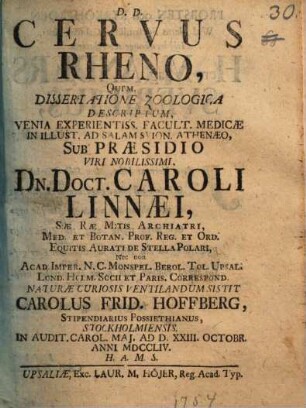 30.
D. D.
CERVUS
RHENO,
QUEM,
DISSERTATIONE ZOOLOGICA
DESCRIPTUM,
VENIA EXPERIENTISS. FACULT. MEDICÆ
IN ILLUST. AD SALAM SVION. ATHENÆO,
SUB PRÆSIDIO
VIRI NOBILISSIMI,
DN. DOCT. CAROLI
LINNÆI,
SÆ. RÆ. M:TIS. ARCHIATRI,
MED. ET BOTAN. PROF. REG. ET ORD.
EQUITIS AURATI DE STELLA POLARI,
NEC NON
ACAD. IMPER. N. C. MONSPEL. BEROL. TOL. UPSAL.
LOND. HOLM. SOCII ET PARIS. CORRESPOND.
NATURÆ CURIOSIS VENTILANDUM SISTIT
CAROLUS FRID. HOFFBERG,
STIPENDIARIUS FOSSIETHIANUS,
STOCKHOLMIENSIS.
IN AUDIT. CAROL. MAJ. AD D. XXIII. OCTOBR.
ANNI MDCCLIV.
H. A. M. S.
UPSALIÆ, Exc. LAUR. M. HÖJER, Reg. Acad. Typ.